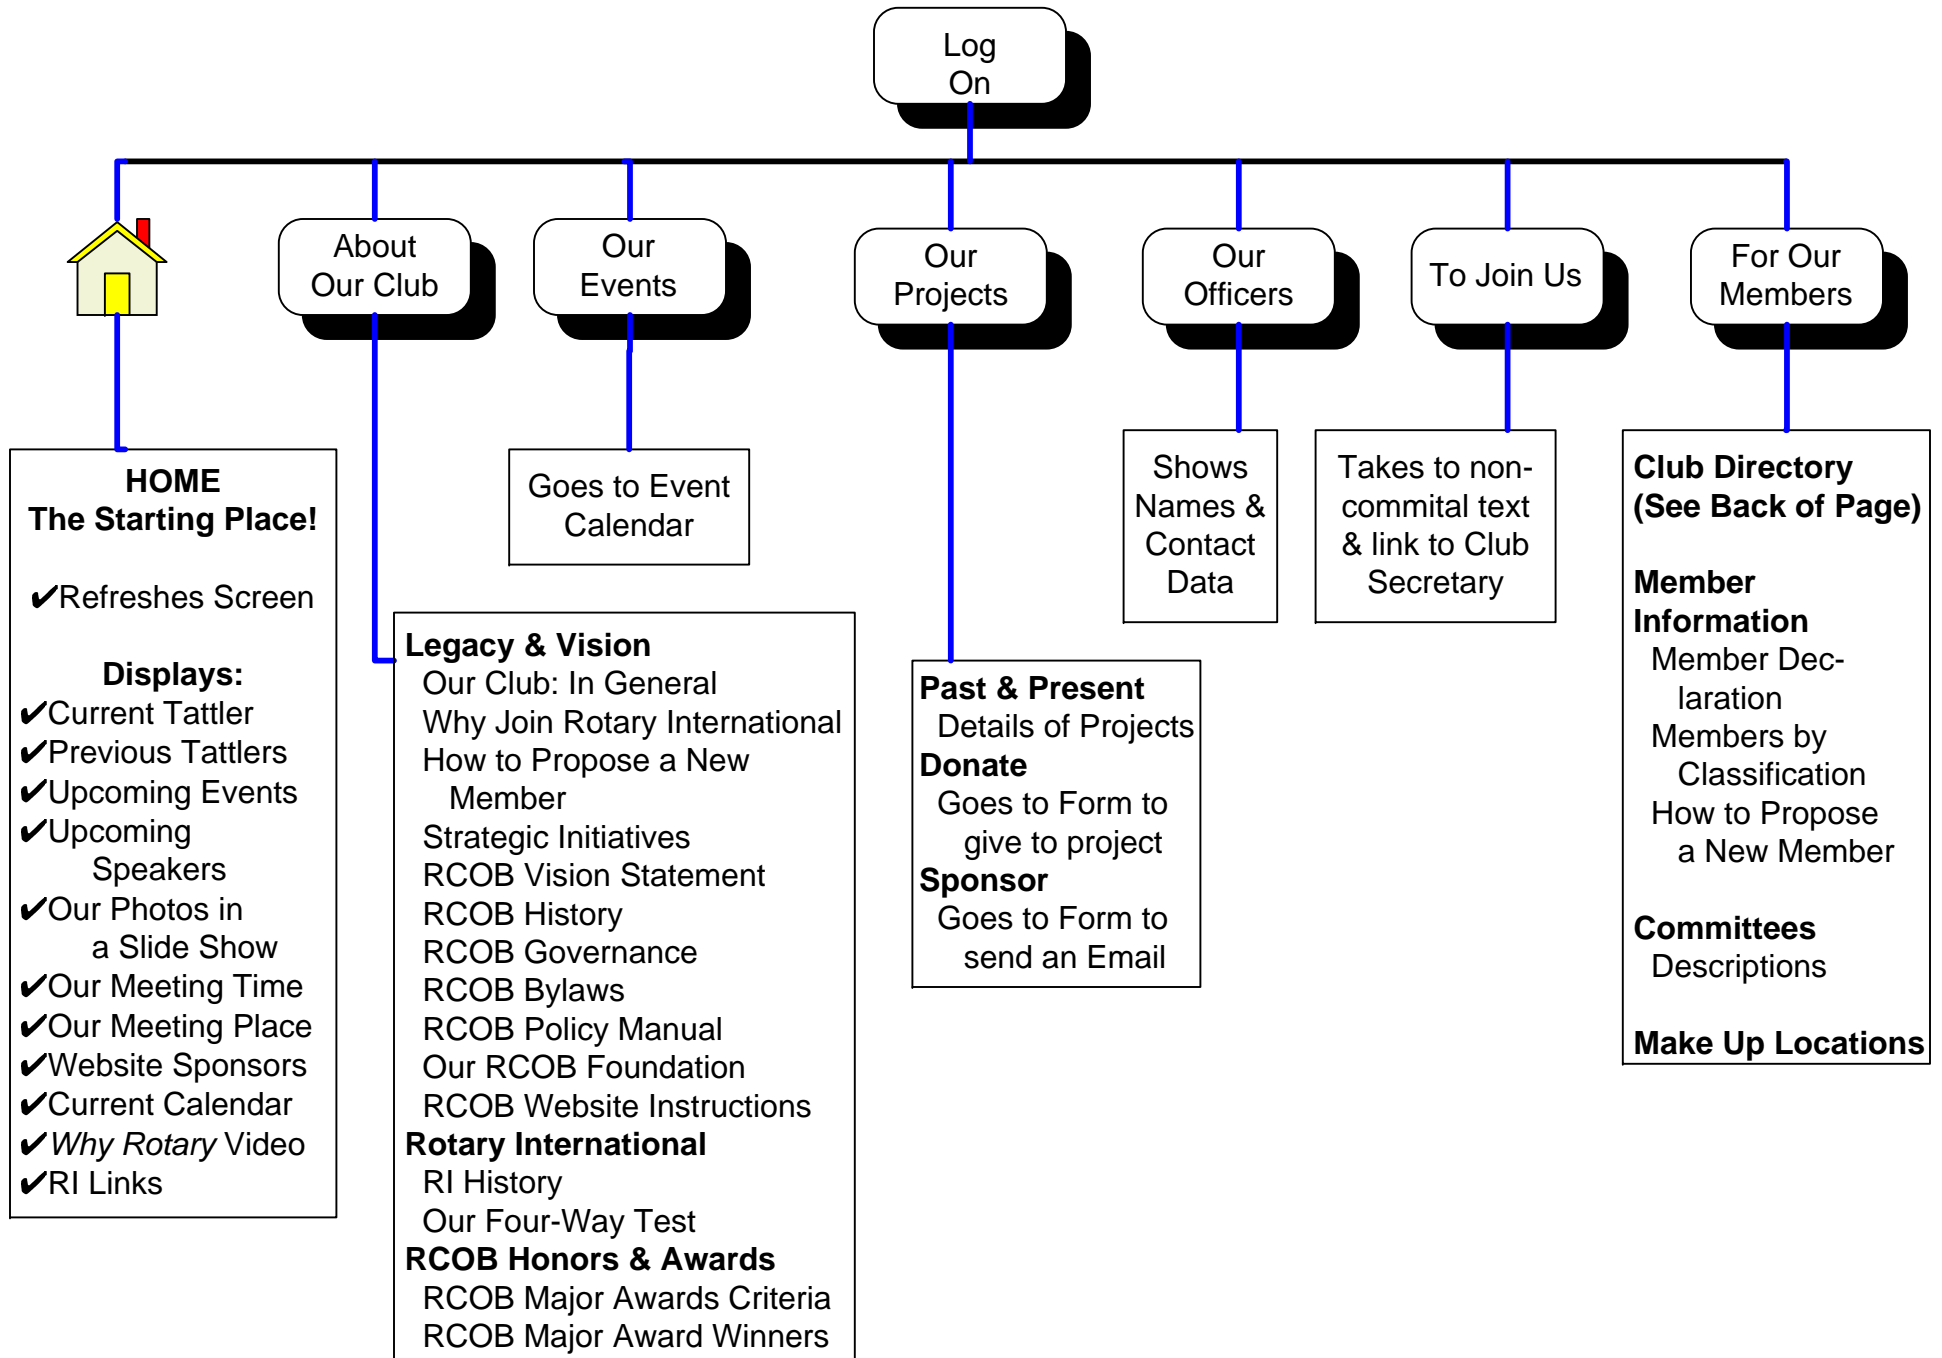 Log
On
About
Our Club
Our
Events
Our
Projects
Our
Officers
To Join Us
For Our
Members
HOME
The Starting Place!
✔Refreshes Screen
Displays:
✔Current Tattler
✔Previous Tattlers
✔Upcoming Events
✔Upcoming
Speakers
✔Our Photos in
a Slide Show
✔Our Meeting Time
✔Our Meeting Place
✔Website Sponsors
✔Current Calendar
✔Why Rotary Video
✔RI Links
Legacy & Vision
Our Club: In General
Why Join Rotary International
How to Propose a New
Member
Strategic Initiatives
RCOB Vision Statement
RCOB History
RCOB Governance
RCOB Bylaws
RCOB Policy Manual
Our RCOB Foundation
RCOB Website Instructions
Rotary International
RI History
Our Four-Way Test
RCOB Honors & Awards
RCOB Major Awards Criteria
RCOB Major Award Winners
Goes to Event
Calendar
Past & Present
Details of Projects
Donate
Goes to Form to
give to project
Sponsor
Goes to Form to
send an Email
Shows
Names &
Contact
Data
Takes to non-
commital text
& link to Club
Secretary
Club Directory
(See Back of Page)
Member
Information
Member Dec-
laration
Members by
Classification
How to Propose
a New Member
Committees
Descriptions
Make Up Locations